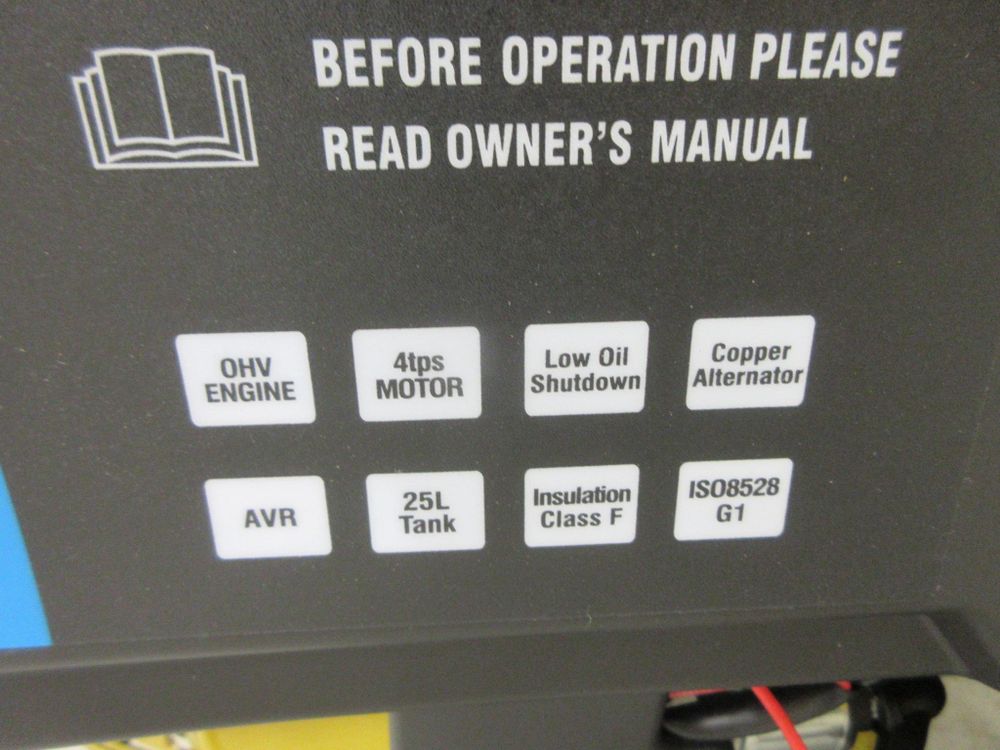 BEFORE OPERATION PLEASE
READ OWNER'S MANUAL
OHV
ENGINE
4tps
MOTOR
Low Oil
Shutdown
Copper
Alternator
AVR
25L
Tank
Insulation
Class F
ISO8528
G1